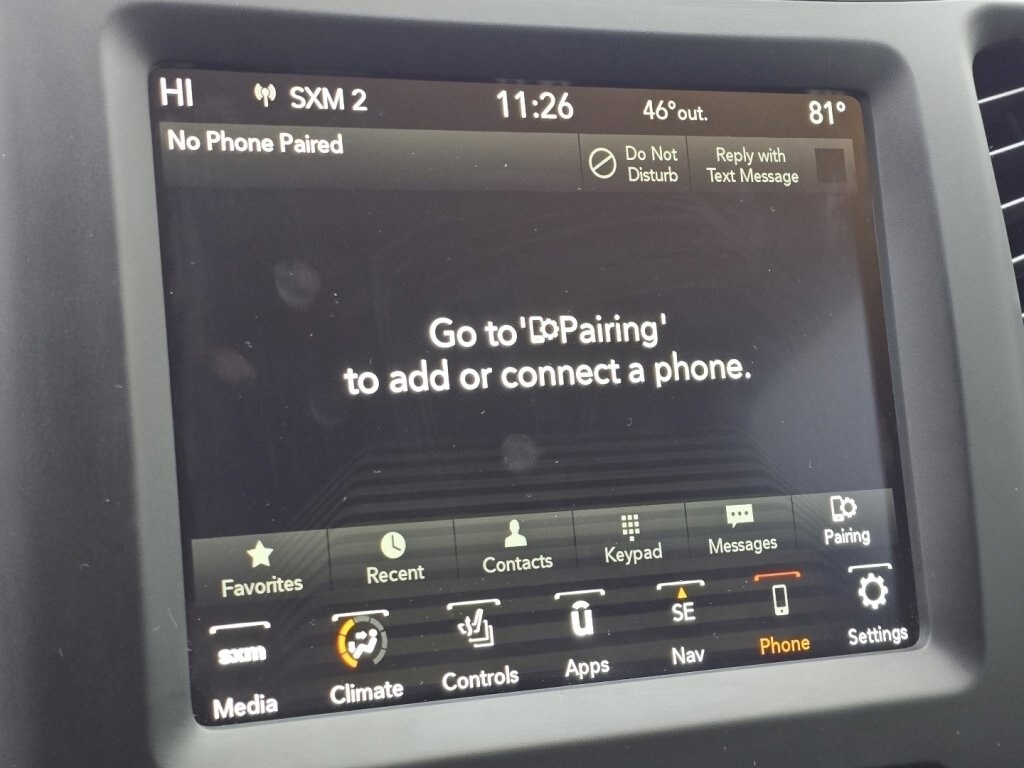 HI SXM 2 11:26 46° out. 81°
No Phone Paired
Do Not
Disturb
Reply with
Text Message
Go to 'Pairing'
to add or connect a phone.
Favorites Recent Contacts Keypad Messages Pairing
sxm SE
Media Climate Controls Apps Nav Phone Settings